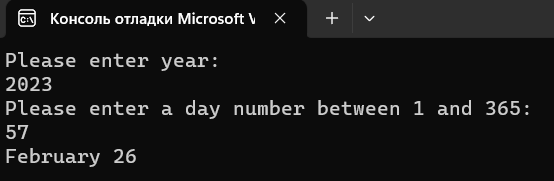 Консоль отладки Microsoft V
Please enter year:
2023
Please enter a day number between 1 and 365:
57
February 26